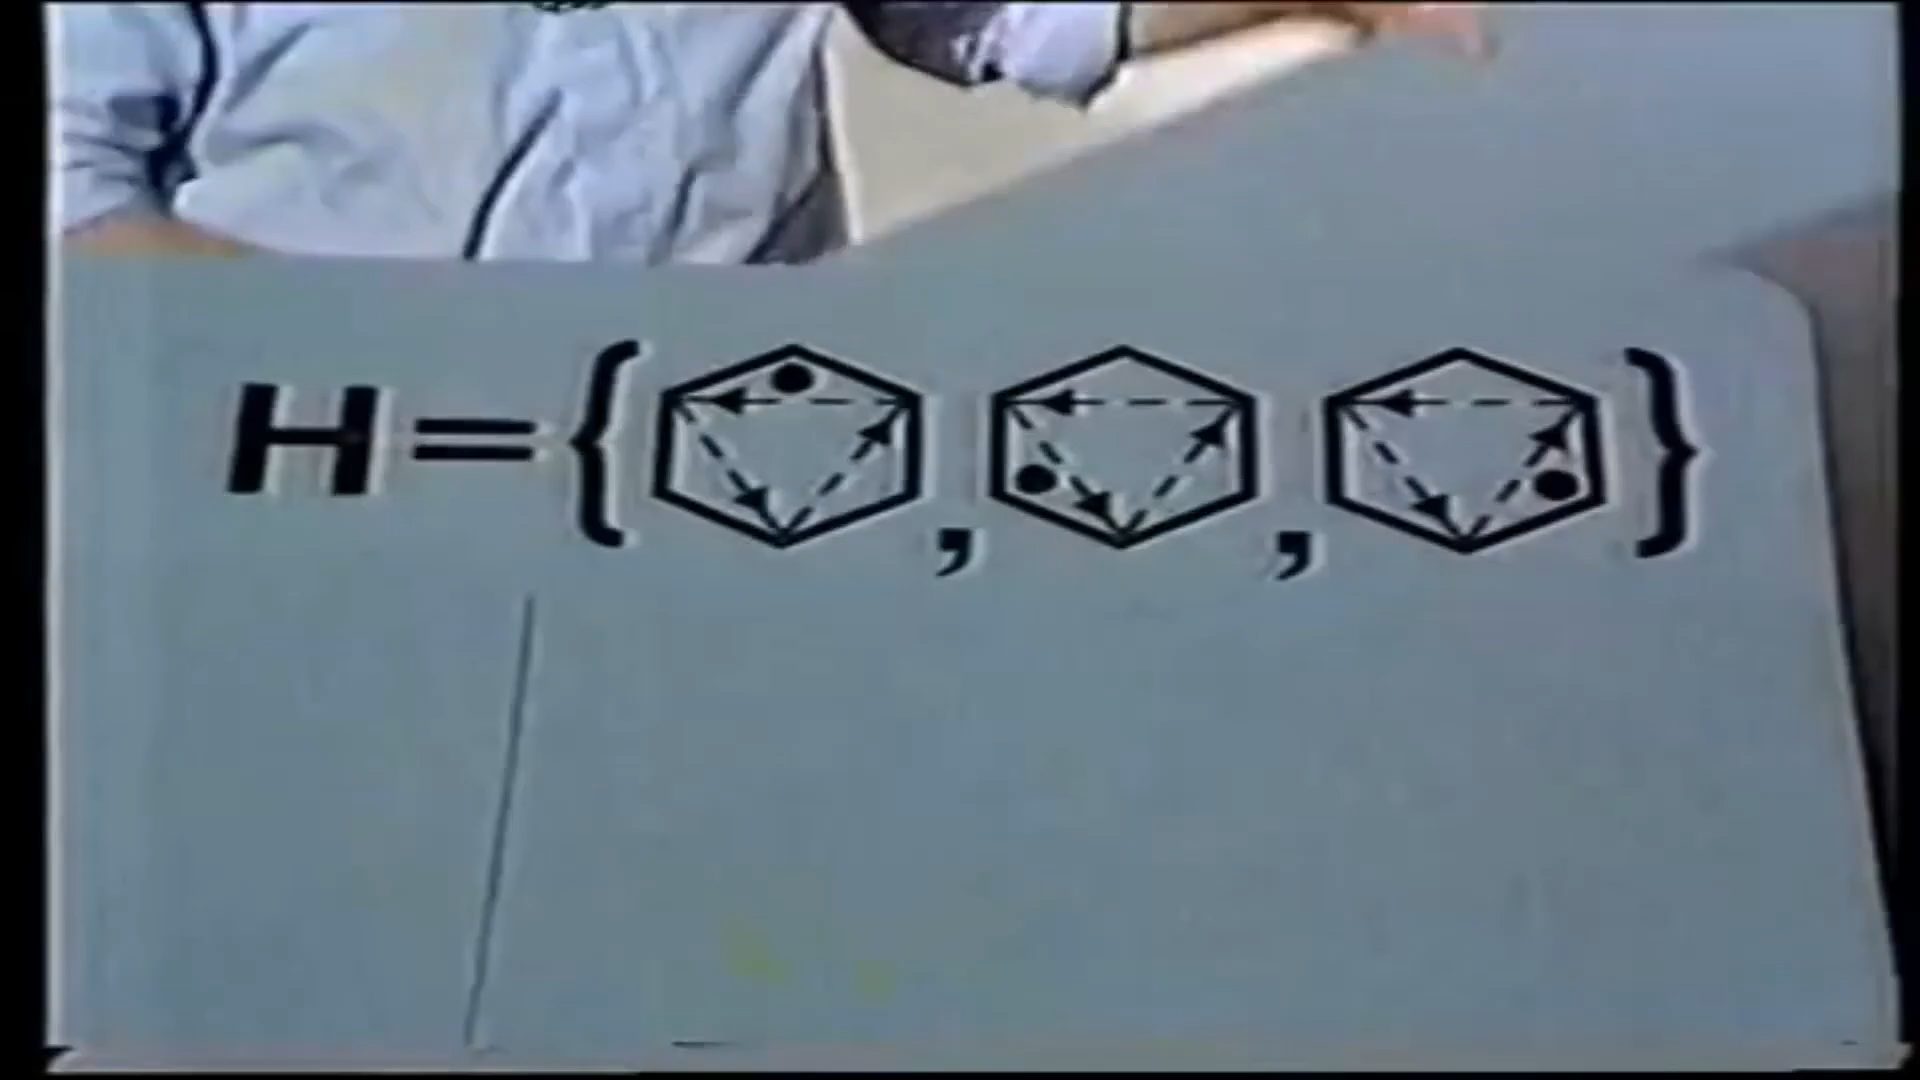 H={ , , }